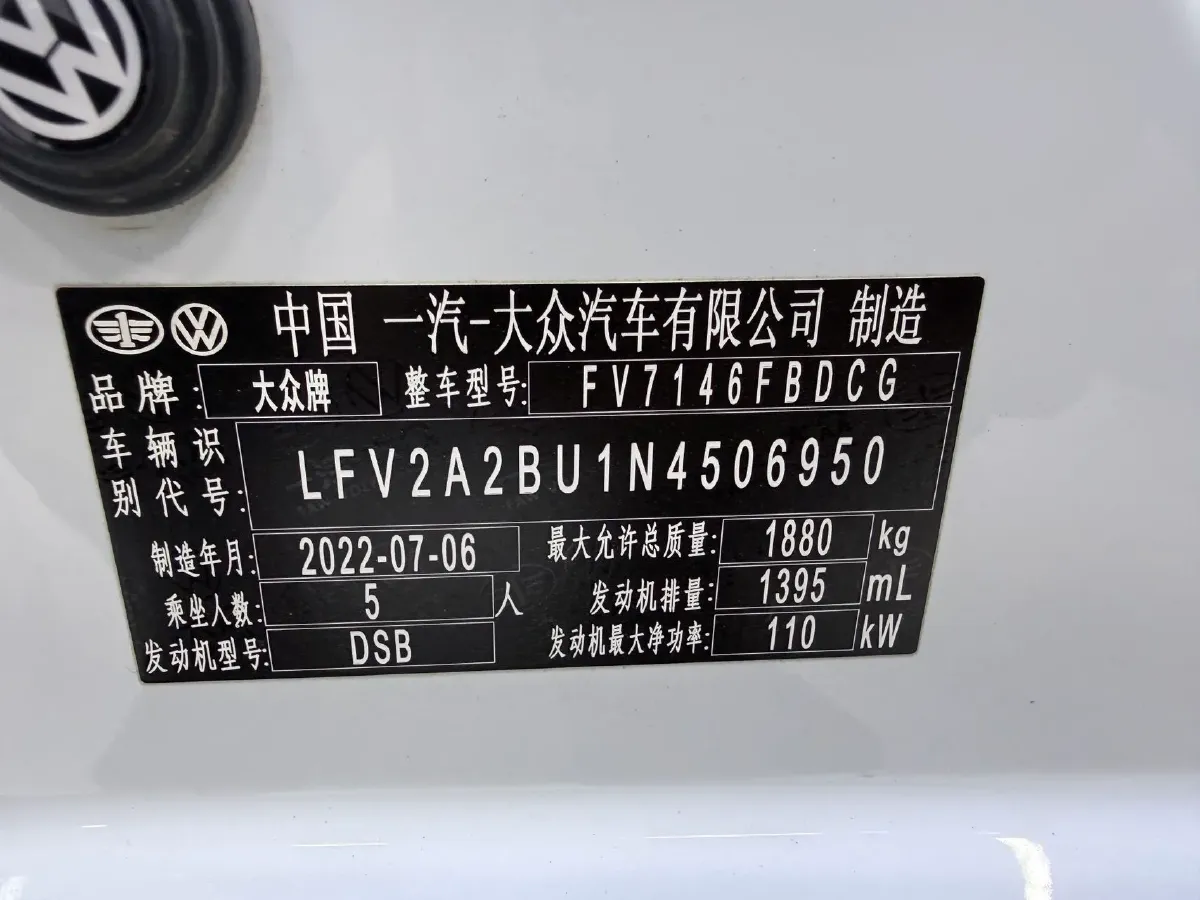 中国 一汽-大众汽车有限公司 制造
品牌: 大众牌 整车型号: FV7146FBDCG
车辆识
别代号: LFV2A2BU1N4506950
制造年月: 2022-07-06 最大允许总质量: 1880 kg
乘坐人数: 5 人 发动机排量: 1395 mL
发动机型号: DSB 发动机最大净功率: 110 kW